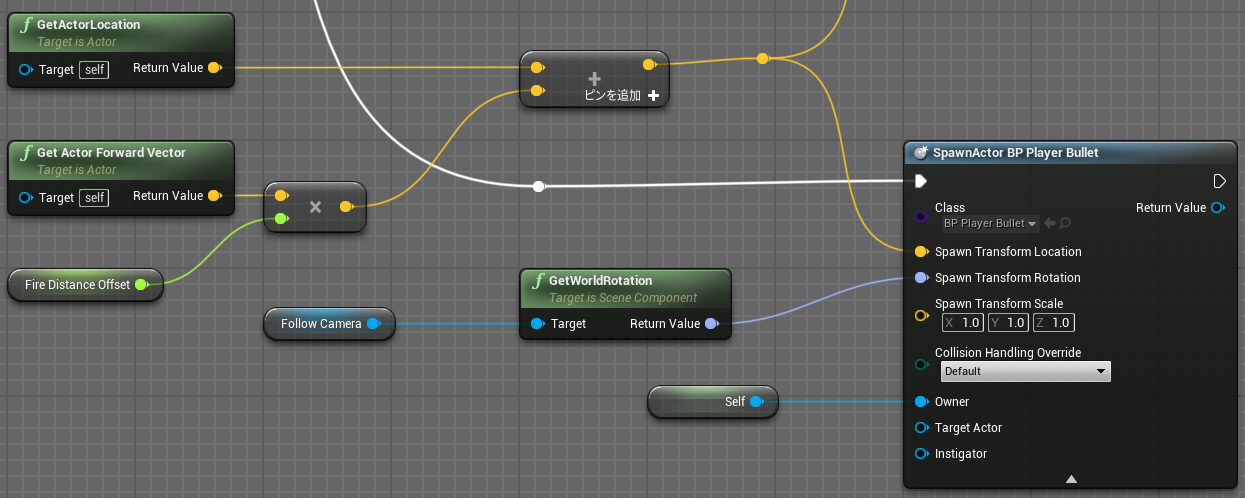 GetActorLocation
Target is Actor
Target self Return Value
ピンを追加
Get Actor Forward Vector
Target is Actor
Target self Return Value
Fire Distance Offset
Follow Camera
GetWorldRotation
Target is Scene Component
Target Return Value
Self
SpawnActor BP Player Bullet
Class
Return Value
BP Player Bullet
Spawn Transform Location
Spawn Transform Rotation
Spawn Transform Scale
X 1.0 Y 1.0 Z 1.0
Collision Handling Override
Default
Owner
Target Actor
Instigator